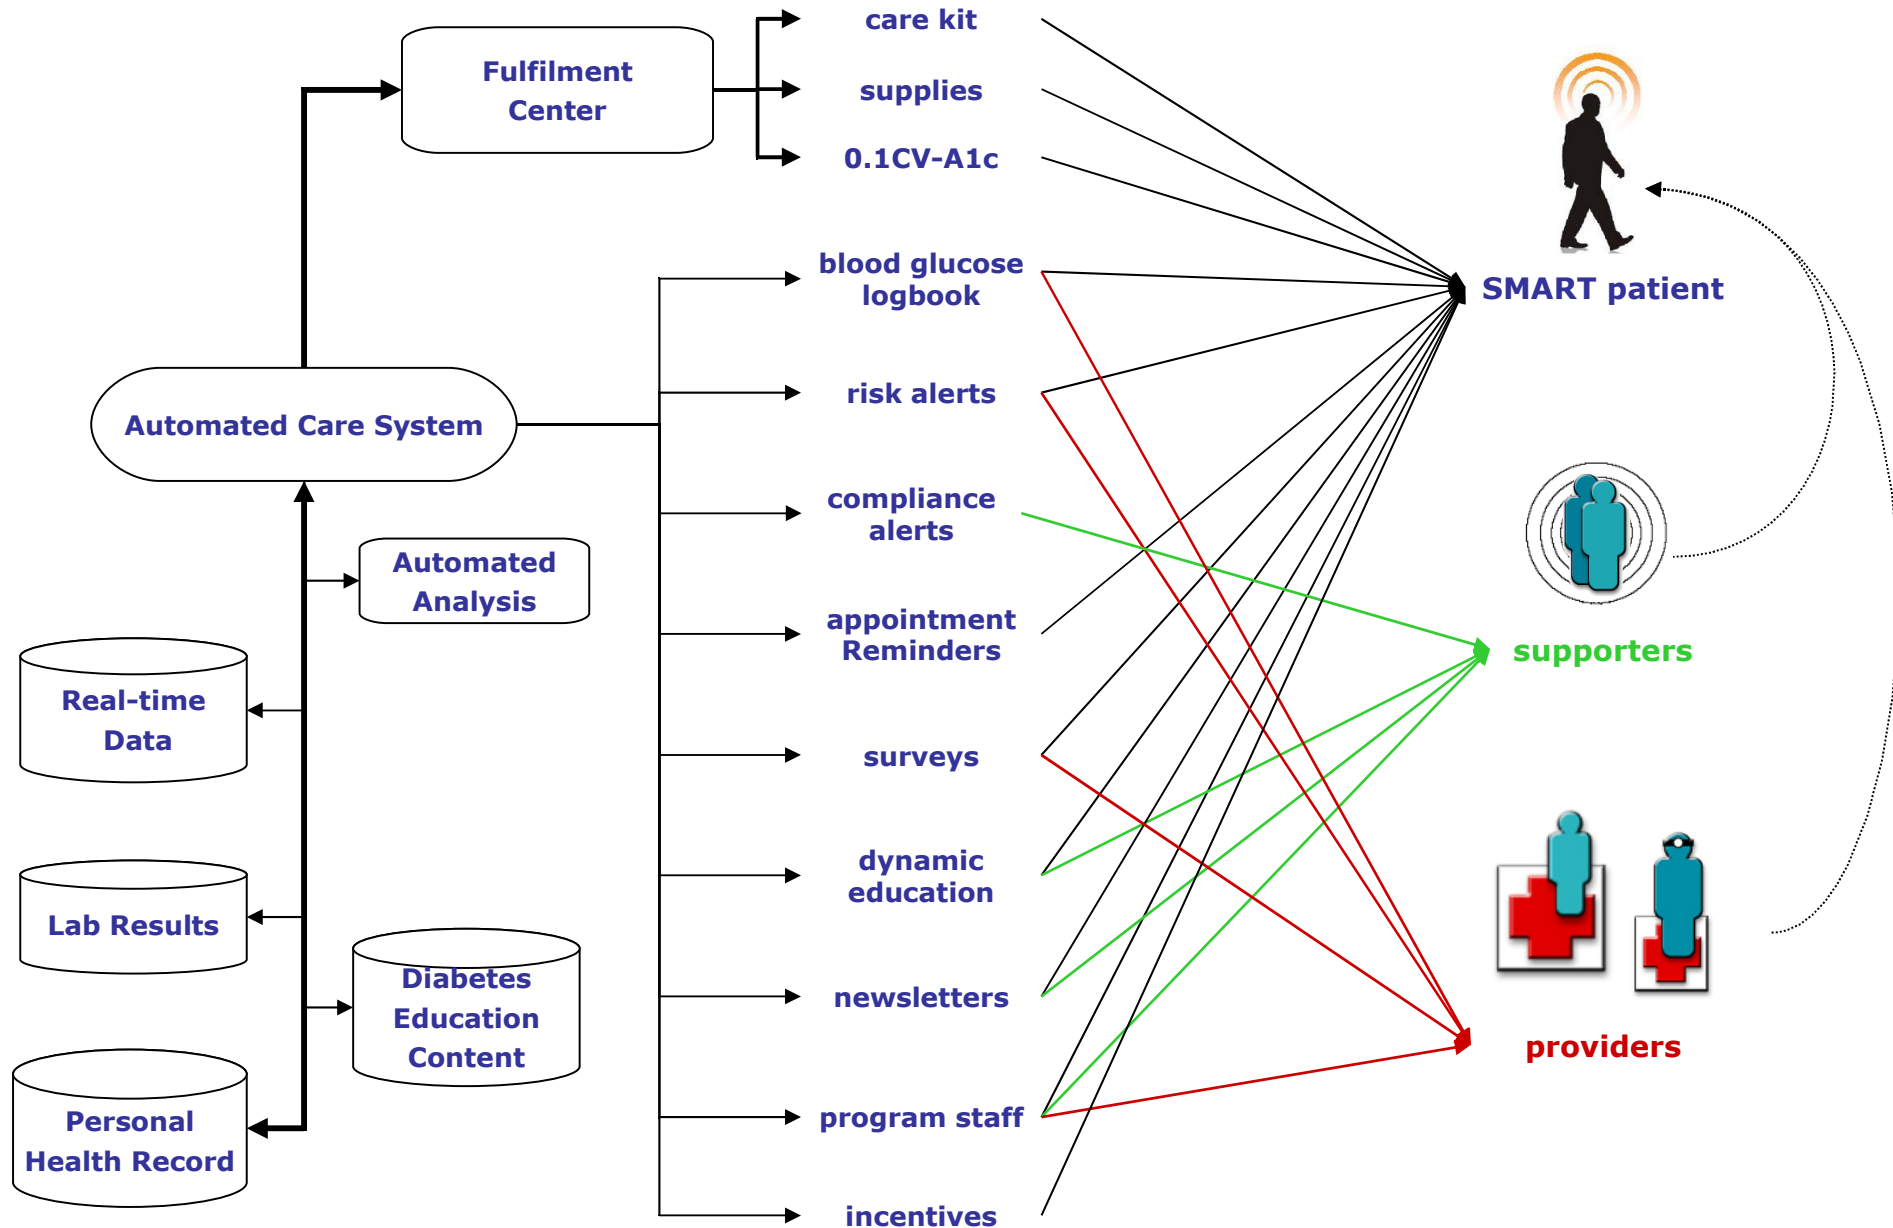 Fulfilment
Center
care kit
supplies
0.1CV-A1c
blood glucose
logbook
SMART patient
risk alerts
Automated Care System
compliance
alerts
Automated
Analysis
appointment
Reminders
supporters
Real-time
Data
surveys
dynamic
education
Lab Results
Diabetes
Education
Content
newsletters
providers
Personal
Health Record
program staff
incentives